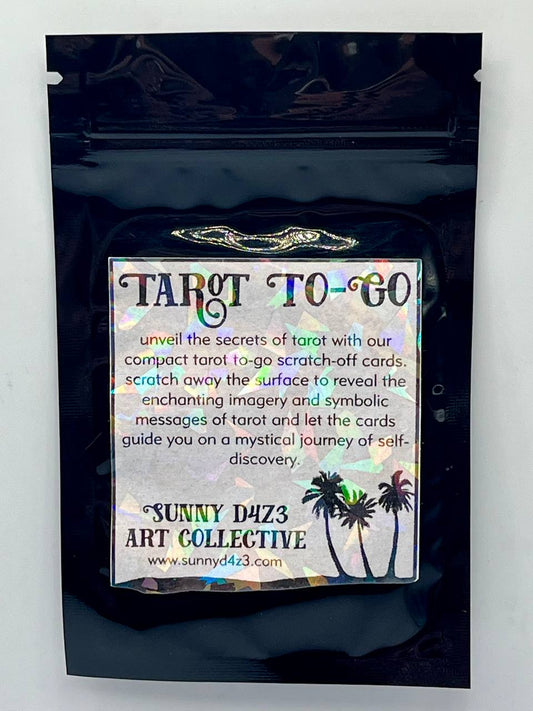 TAROT TO-GO
unveil the secrets of tarot with our
compact tarot to-go scratch-off cards.
scratch away the surface to reveal the
enchanting imagery and symbolic
messages of tarot and let the cards
guide you on a mystical journey of self-
discovery.
SUNNY D4Z3
ART COLLECTIVE
www.sunnyd4z3.com